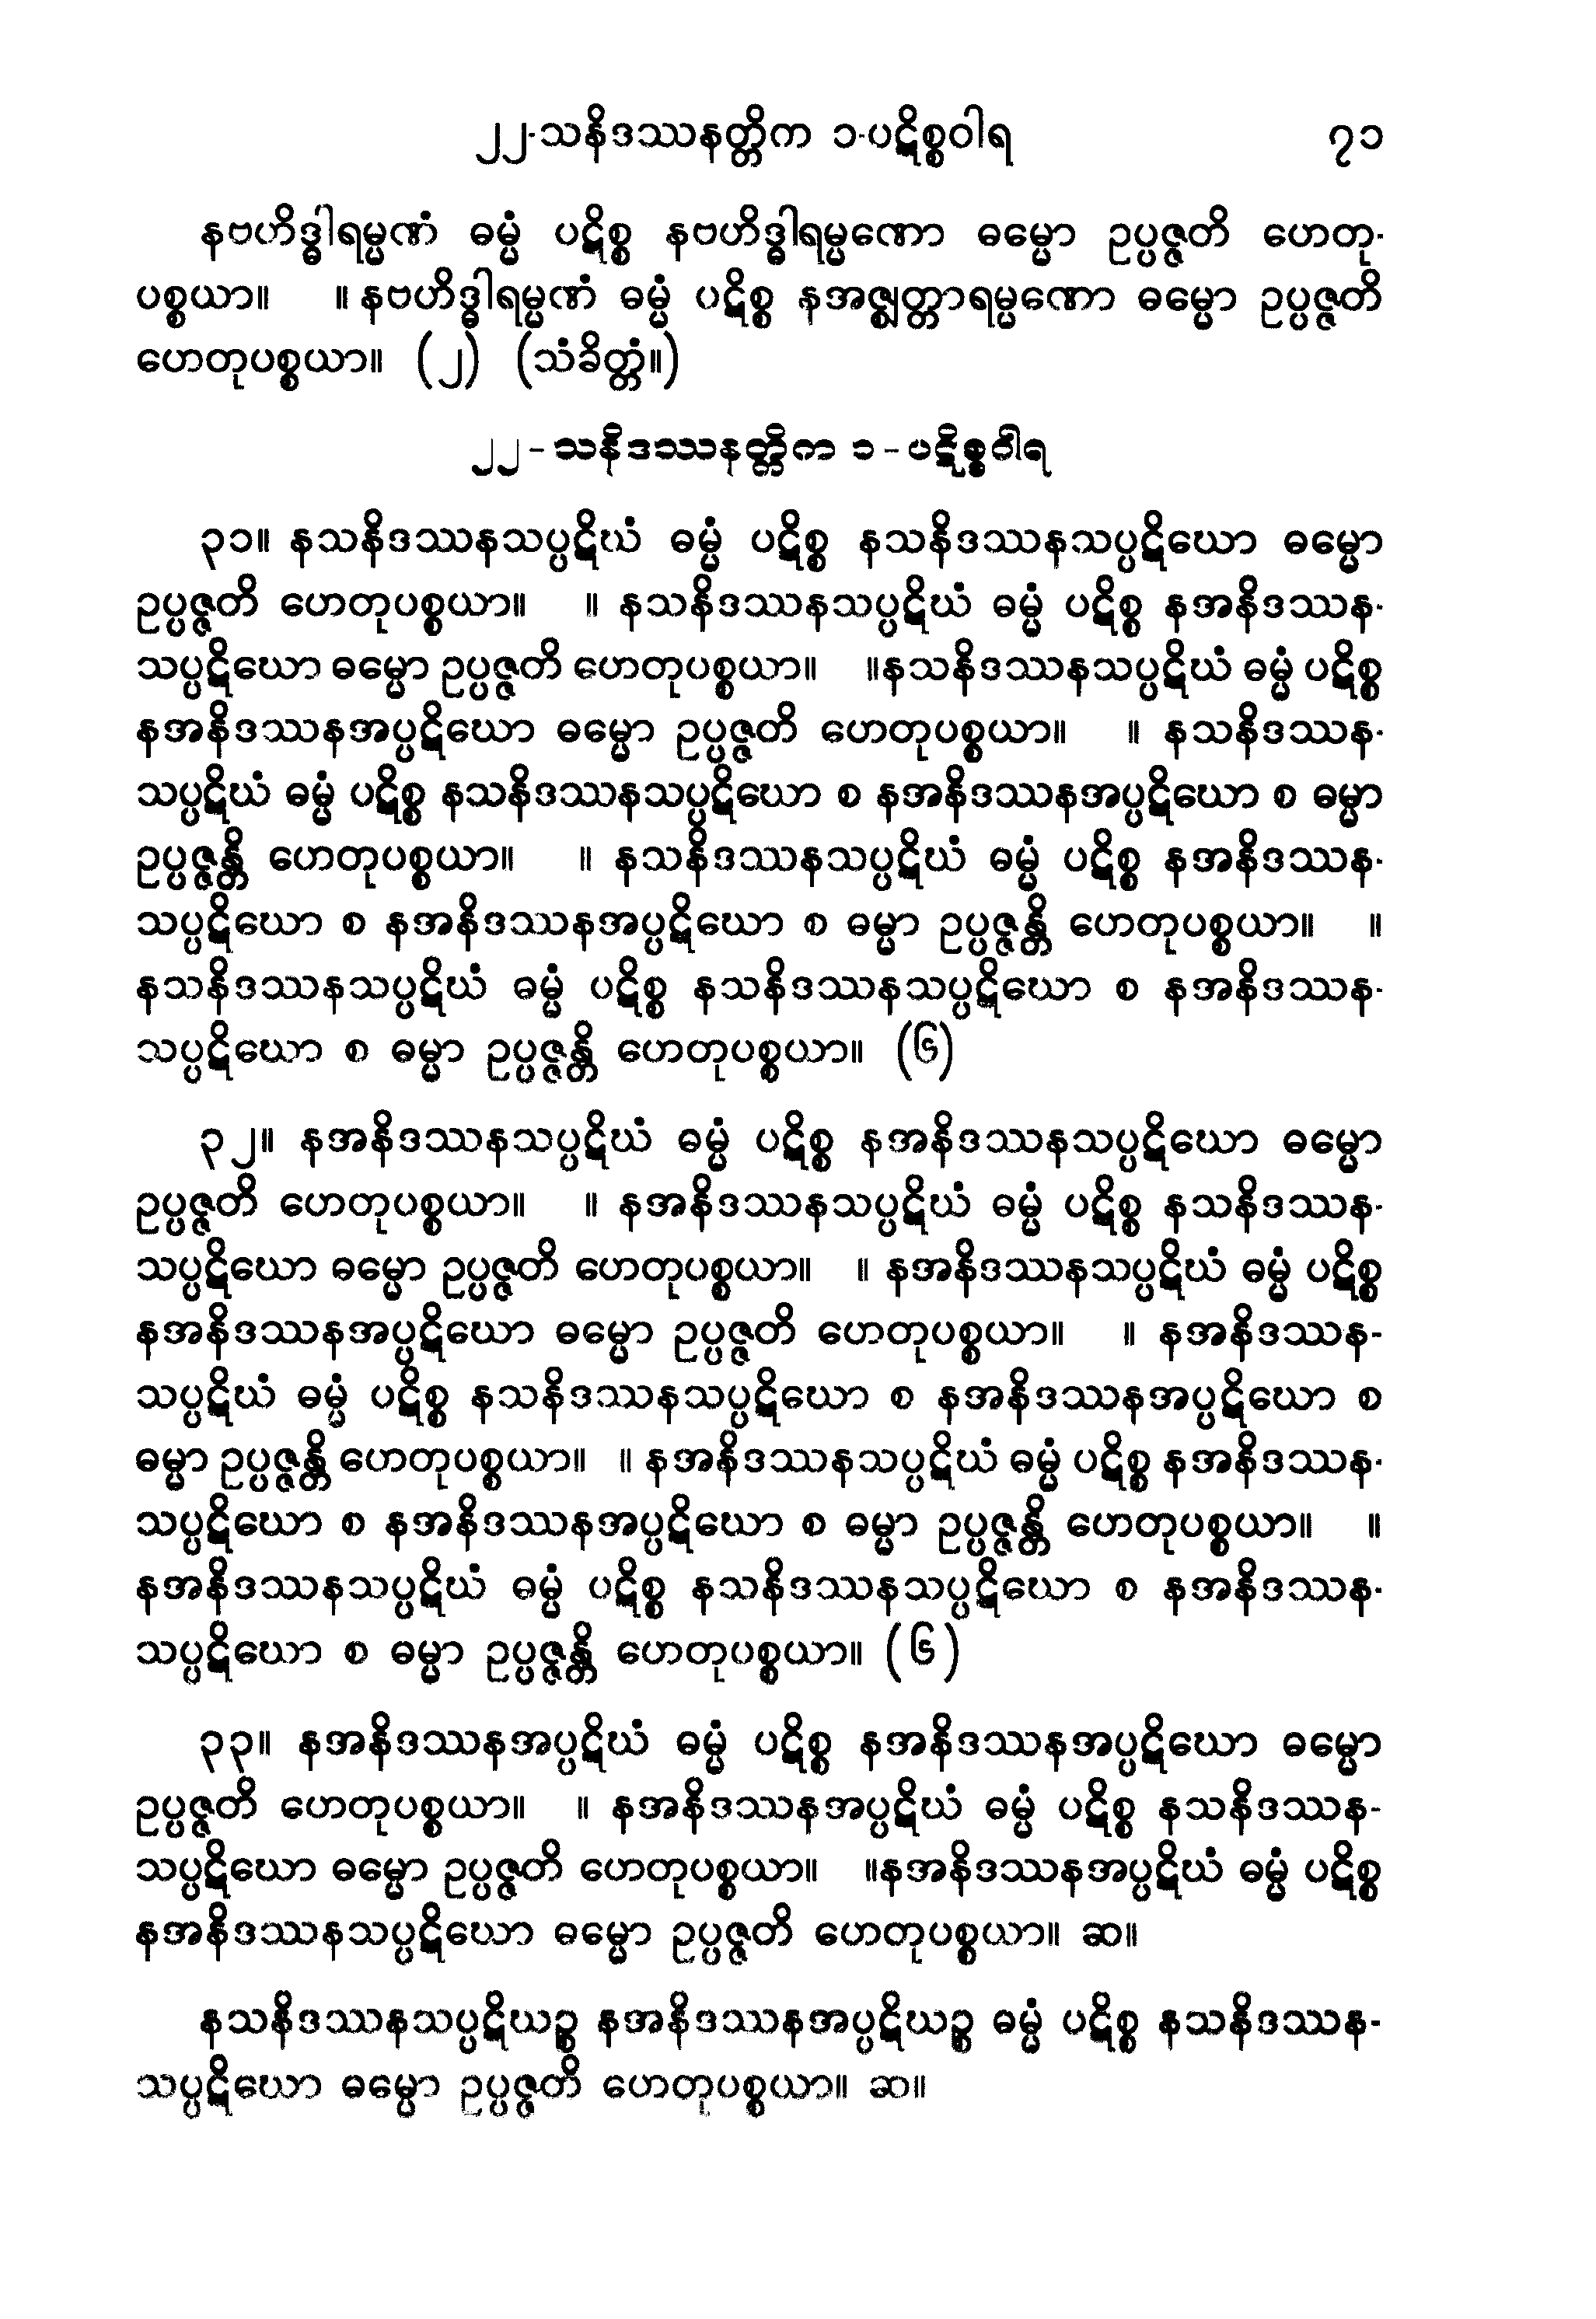 ၂၂-သနိဒဿနတ္တိက ၁-ပဋိစ္စဝါရ ၇၁
နဗဟိဒ္ဓါရမ္မဏံ ဓမ္မံ ပဋိစ္စ နဗဟိဒ္ဓါရမ္မဏော ဓမ္မော ဥပ္ပဇ္ဇတိ ဟေတု-
ပစ္စယာ။ ။ နဗဟိဒ္ဓါရမ္မဏံ ဓမ္မံ ပဋိစ္စ နအဇ္ဈတ္တာရမ္မဏော ဓမ္မော ဥပ္ပဇ္ဇတိ
ဟေတုပစ္စယာ။ (၂) (သံခိတ္တံ။)
၂၂-သနိဒဿနတ္တိက ၁-ပဋိစ္စဝါရ
၃၁။ နသနိဒဿနသပ္ပဋိဃံ ဓမ္မံ ပဋိစ္စ နသနိဒဿနသပ္ပဋိဃော ဓမ္မော
ဥပ္ပဇ္ဇတိ ဟေတုပစ္စယာ။ ။ နသနိဒဿနသပ္ပဋိဃံ ဓမ္မံ ပဋိစ္စ နအနိဒဿန-
သပ္ပဋိဃော ဓမ္မော ဥပ္ပဇ္ဇတိ ဟေတုပစ္စယာ။ ။နသနိဒဿနသပ္ပဋိဃံ ဓမ္မံ ပဋိစ္စ
နအနိဒဿနအပ္ပဋိဃော ဓမ္မော ဥပ္ပဇ္ဇတိ ဟေတုပစ္စယာ။ ။ နသနိဒဿန-
သပ္ပဋိဃံ ဓမ္မံ ပဋိစ္စ နသနိဒဿနသပ္ပဋိဃော စ နအနိဒဿနအပ္ပဋိဃော စ ဓမ္မာ
ဥပ္ပဇ္ဇန္တိ ဟေတုပစ္စယာ။ ။ နသနိဒဿနသပ္ပဋိဃံ ဓမ္မံ ပဋိစ္စ နအနိဒဿန-
သပ္ပဋိဃော စ နအနိဒဿနအပ္ပဋိဃော စ ဓမ္မာ ဥပ္ပဇ္ဇန္တိ ဟေတုပစ္စယာ။ ။
နသနိဒဿနသပ္ပဋိဃံ ဓမ္မံ ပဋိစ္စ နသနိဒဿနသပ္ပဋိဃော စ နအနိဒဿန-
သပ္ပဋိဃော စ ဓမ္မာ ဥပ္ပဇ္ဇန္တိ ဟေတုပစ္စယာ။ (၆)
၃၂။ နအနိဒဿနသပ္ပဋိဃံ ဓမ္မံ ပဋိစ္စ နအနိဒဿနသပ္ပဋိဃော ဓမ္မော
ဥပ္ပဇ္ဇတိ ဟေတုပစ္စယာ။ ။ နအနိဒဿနသပ္ပဋိဃံ ဓမ္မံ ပဋိစ္စ နသနိဒဿန-
သပ္ပဋိဃော ဓမ္မော ဥပ္ပဇ္ဇတိ ဟေတုပစ္စယာ။ ။ နအနိဒဿနသပ္ပဋိဃံ ဓမ္မံ ပဋိစ္စ
နအနိဒဿနအပ္ပဋိဃော ဓမ္မော ဥပ္ပဇ္ဇတိ ဟေတုပစ္စယာ။ ။ နအနိဒဿန-
သပ္ပဋိဃံ ဓမ္မံ ပဋိစ္စ နသနိဒဿနသပ္ပဋိဃော စ နအနိဒဿနအပ္ပဋိဃော စ
ဓမ္မာ ဥပ္ပဇ္ဇန္တိ ဟေတုပစ္စယာ။ ။ နအနိဒဿနသပ္ပဋိဃံ ဓမ္မံ ပဋိစ္စ နအနိဒဿန-
သပ္ပဋိဃော စ နအနိဒဿနအပ္ပဋိဃော စ ဓမ္မာ ဥပ္ပဇ္ဇန္တိ ဟေတုပစ္စယာ။ ။
နအနိဒဿနသပ္ပဋိဃံ ဓမ္မံ ပဋိစ္စ နသနိဒဿနသပ္ပဋိဃော စ နအနိဒဿန-
သပ္ပဋိဃော စ ဓမ္မာ ဥပ္ပဇ္ဇန္တိ ဟေတုပစ္စယာ။ (၆)
၃၃။ နအနိဒဿနအပ္ပဋိဃံ ဓမ္မံ ပဋိစ္စ နအနိဒဿနအပ္ပဋိဃော ဓမ္မော
ဥပ္ပဇ္ဇတိ ဟေတုပစ္စယာ။ ။ နအနိဒဿနအပ္ပဋိဃံ ဓမ္မံ ပဋိစ္စ နသနိဒဿန-
သပ္ပဋိဃော ဓမ္မော ဥပ္ပဇ္ဇတိ ဟေတုပစ္စယာ။ ။နအနိဒဿနအပ္ပဋိဃံ ဓမ္မံ ပဋိစ္စ
နအနိဒဿနသပ္ပဋိဃော ဓမ္မော ဥပ္ပဇ္ဇတိ ဟေတုပစ္စယာ။ ဆ။
နသနိဒဿနသပ္ပဋိဃဉ္စ နအနိဒဿနအပ္ပဋိဃဉ္စ ဓမ္မံ ပဋိစ္စ နသနိဒဿန-
သပ္ပဋိဃော ဓမ္မော ဥပ္ပဇ္ဇတိ ဟေတုပစ္စယာ။ ဆ။